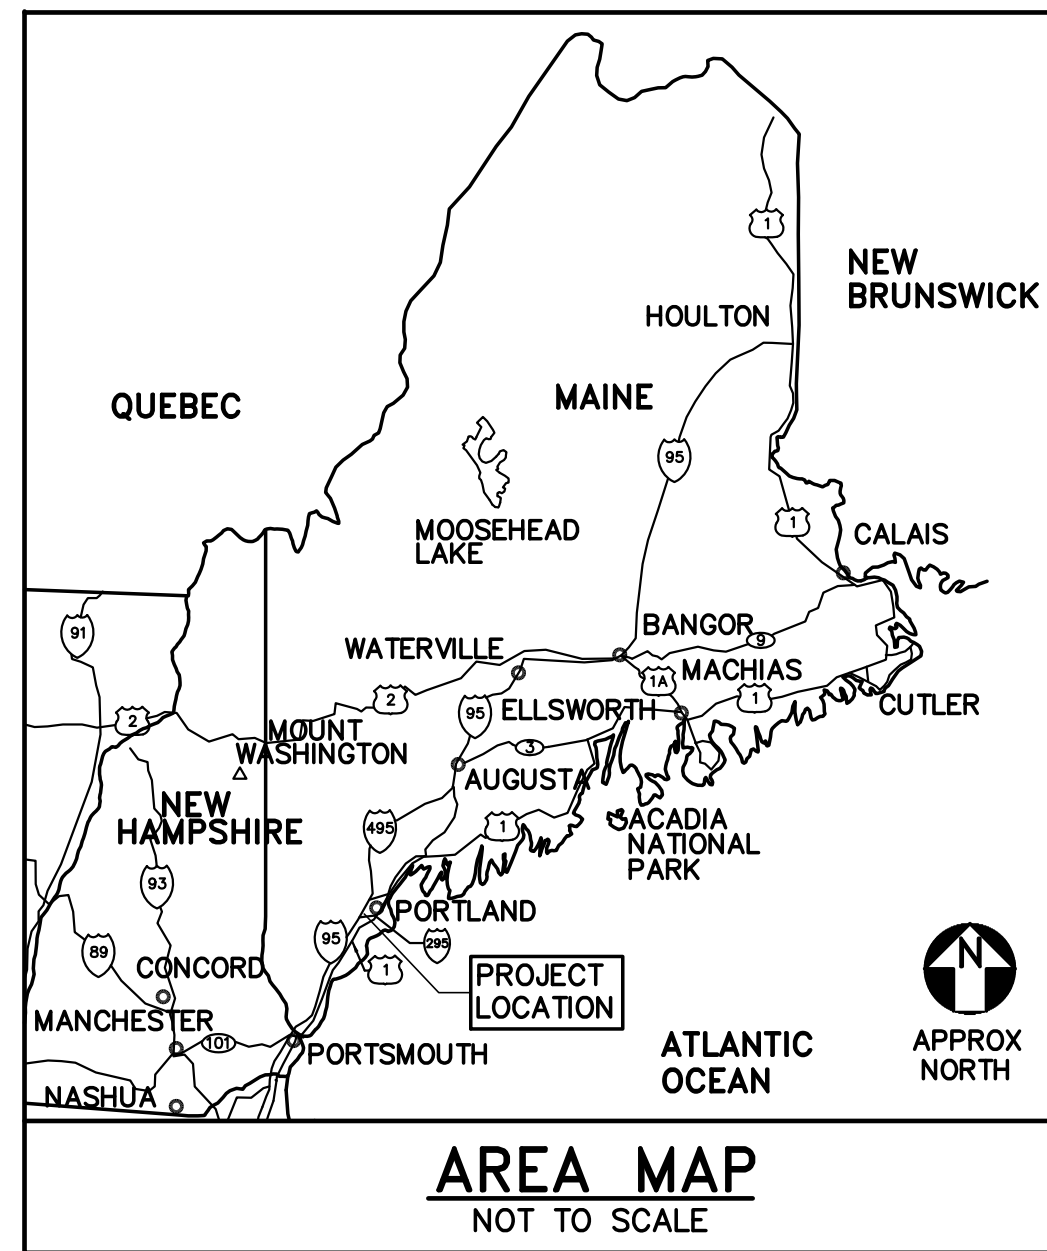 1
NEW
BRUNSWICK
HOULTON
MAINE
QUEBEC
95
1
MOOSEHEAD
LAKE
CALAIS
91
BANGOR
9
WATERVILLE
MACHIAS
1A
1
2
95
ELLSWORTH
CUTLER
2
MOUNT
WASHINGTON
3
AUGUSTA
NEW
HAMPSHIRE
495
1
ACADIA
NATIONAL
PARK
93
PORTLAND
95
295
89
1
CONCORD
PROJECT
LOCATION
N
MANCHESTER
101
PORTSMOUTH
ATLANTIC
OCEAN
APPROX
NORTH
NASHUA
AREA MAP
NOT TO SCALE